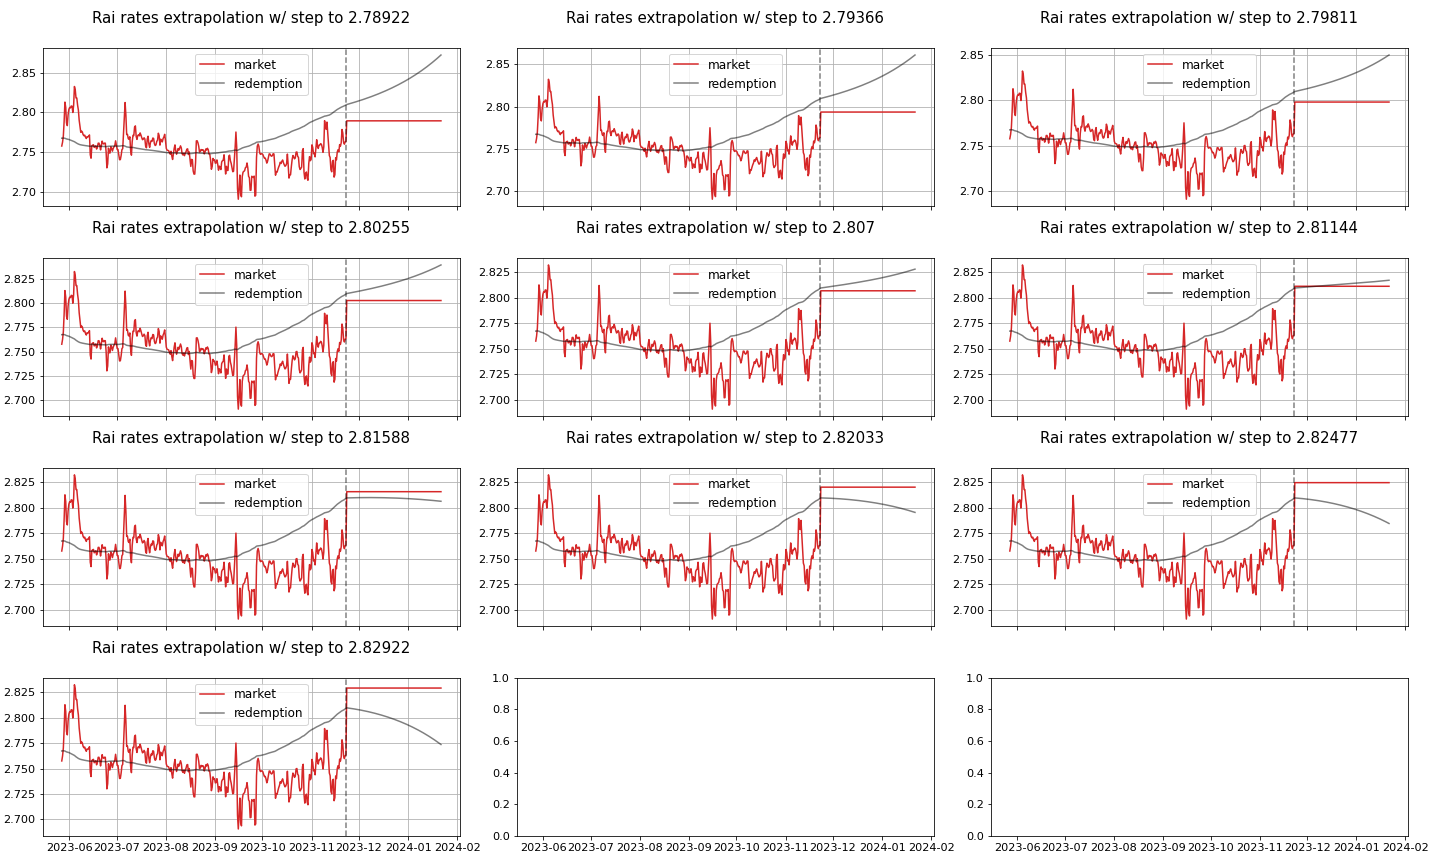 Rai rates extrapolation w/ step to 2.78922
Rai rates extrapolation w/ step to 2.79366
Rai rates extrapolation w/ step to 2.79811
market
redemption
2.85
2.80
2.75
2.70
market
redemption
2.85
2.80
2.75
2.70
market
redemption
2.85
2.80
2.75
2.70
Rai rates extrapolation w/ step to 2.80255
Rai rates extrapolation w/ step to 2.807
Rai rates extrapolation w/ step to 2.81144
market
redemption
2.825
2.800
2.775
2.750
2.725
2.700
market
redemption
2.825
2.800
2.775
2.750
2.725
2.700
market
redemption
2.825
2.800
2.775
2.750
2.725
2.700
Rai rates extrapolation w/ step to 2.81588
Rai rates extrapolation w/ step to 2.82033
Rai rates extrapolation w/ step to 2.82477
market
redemption
2.825
2.800
2.775
2.750
2.725
2.700
market
redemption
2.825
2.800
2.775
2.750
2.725
2.700
market
redemption
2.825
2.800
2.775
2.750
2.725
2.700
Rai rates extrapolation w/ step to 2.82922
market
redemption
2.825
2.800
2.775
2.750
2.725
2.700
2023-06 2023-07 2023-08 2023-09 2023-10 2023-11 2023-12 2024-01 2024-02
1.0
0.8
0.6
0.4
0.2
0.0
2023-06 2023-07 2023-08 2023-09 2023-10 2023-11 2023-12 2024-01 2024-02
1.0
0.8
0.6
0.4
0.2
0.0
2023-06 2023-07 2023-08 2023-09 2023-10 2023-11 2023-12 2024-01 2024-02